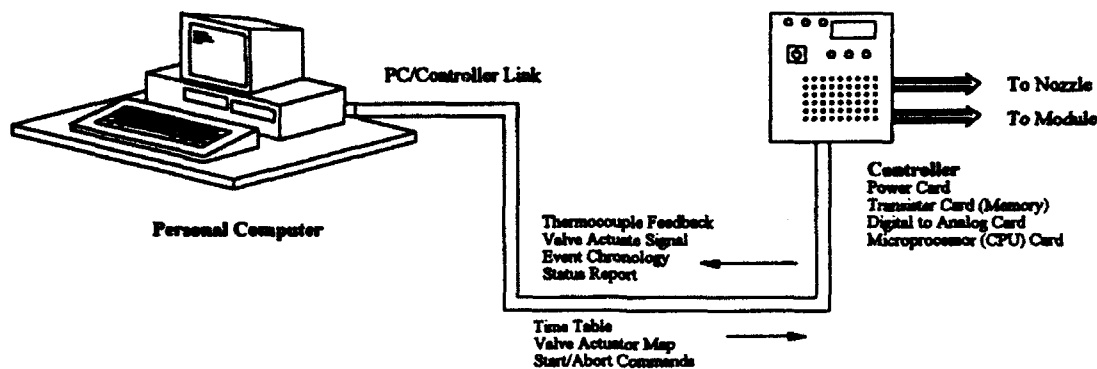 PC/Controller Link
To Nozzle
To Module
Personal Computer
Controller
Power Card
Transistor Card (Memory)
Digital to Analog Card
Microprocessor (CPU) Card
Thermocouple Feedback
Valve Actuate Signal
Event Chronology
Status Report
Time Table
Valve Actuator Map
Start/Abort Commands